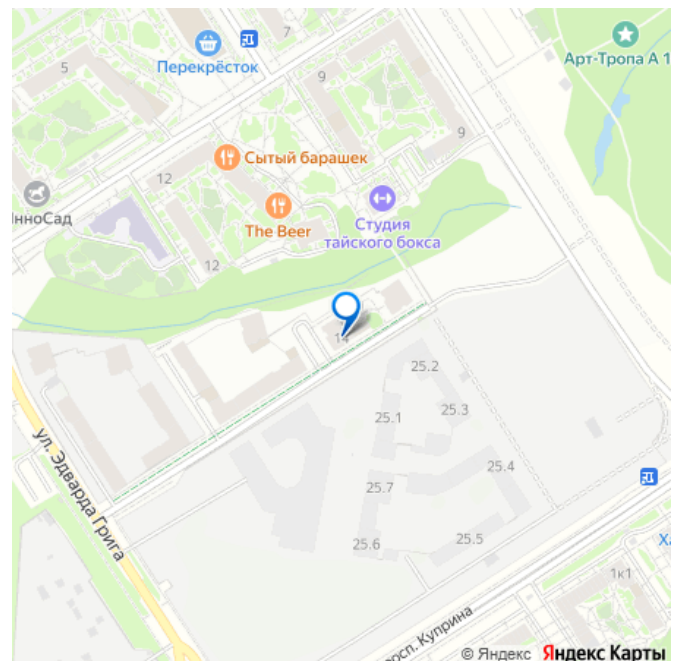 7
Перекрёсток
5
Арт-Тропа А 1
9
9
Сытый барашек
12
ИнноСад
The Beer
Студия
тайского бокса
12
14
25.2
25.3
25.1
ул. Эдварда Грига
25.4
25.7
25.5
25.6
Ха
1к1
росп. Куприна
© Яндекс Яндекс Карты